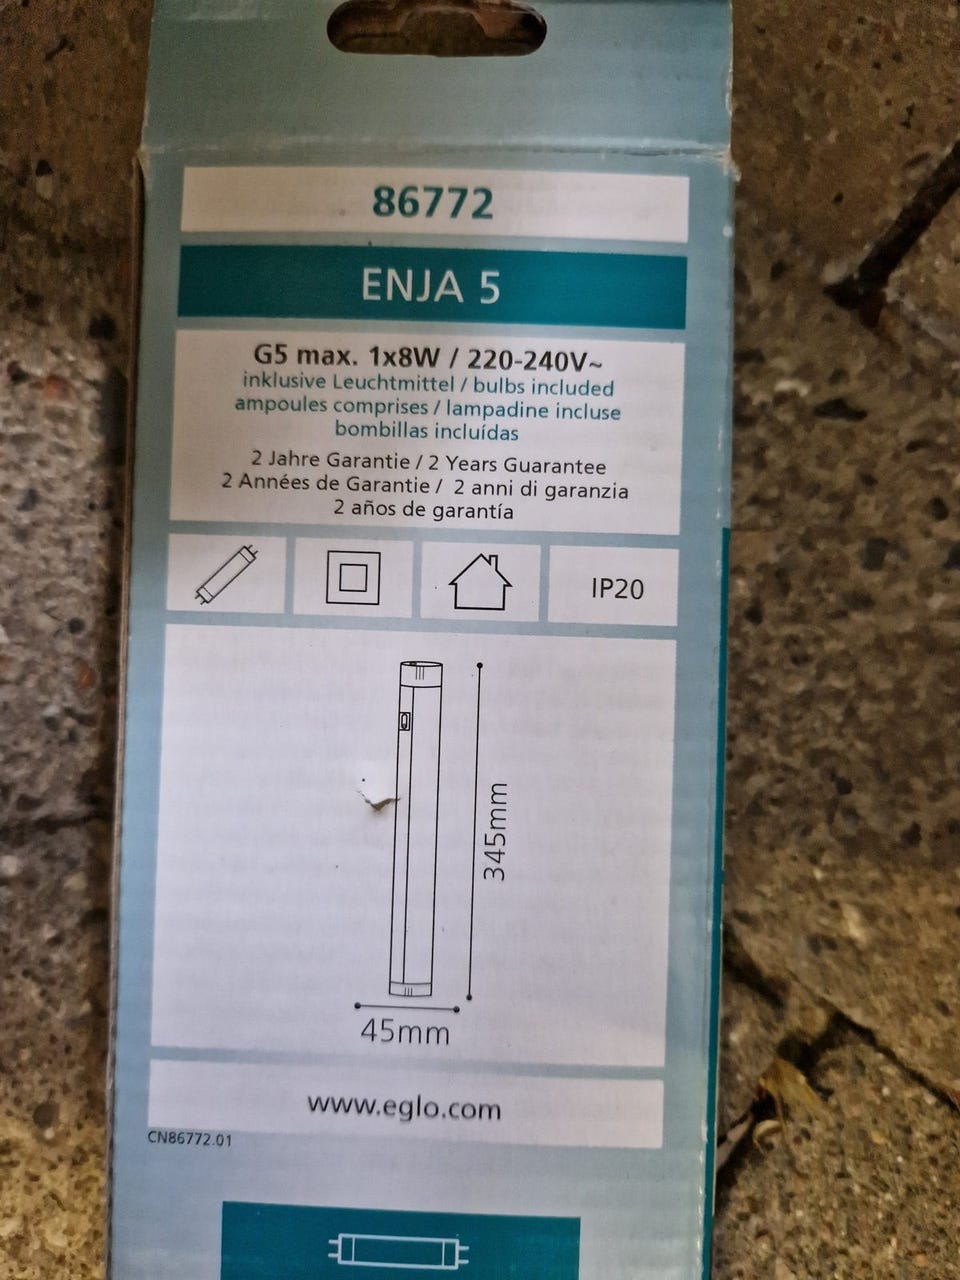 86772
ENJA 5
G5 max. 1x8W / 220-240V~
inklusive Leuchtmittel / bulbs included
ampoules comprises / lampadine incluse
bombillas incluídas
2 Jahre Garantie / 2 Years Guarantee
2 Années de Garantie / 2 anni di garanzia
2 años de garantía
IP20
345mm
45mm
www.eglo.com
CN86772.01